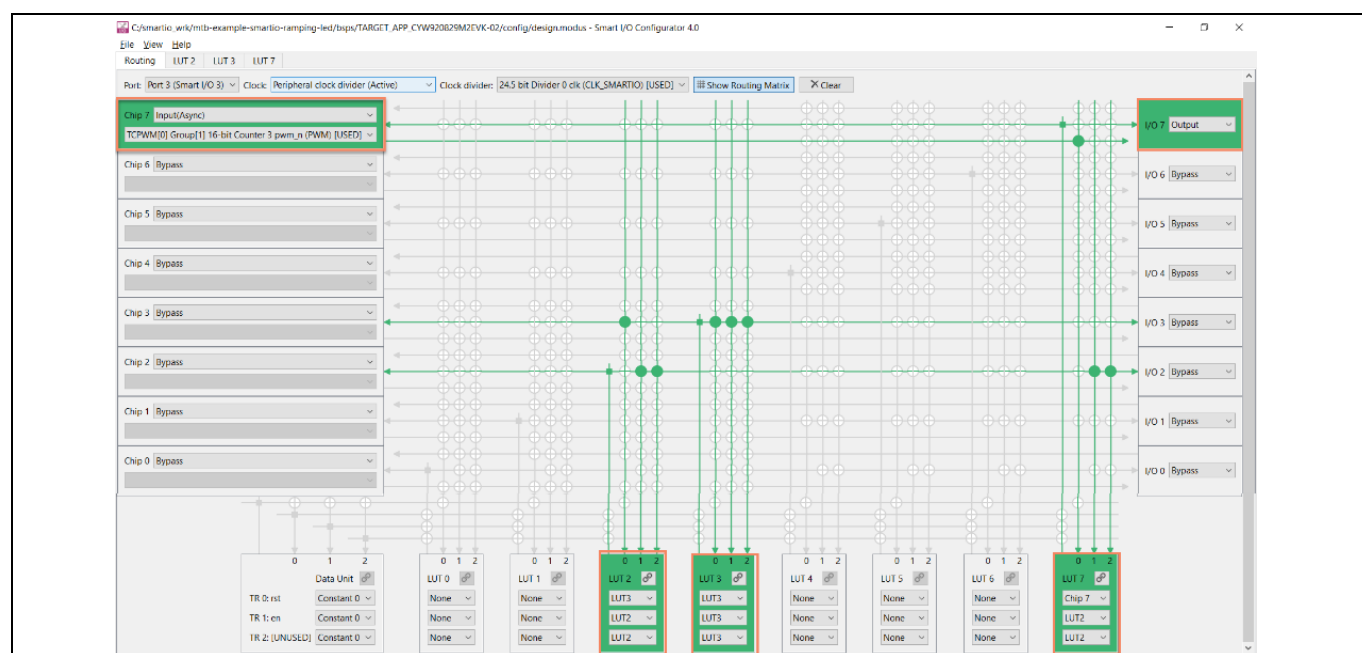 C:/smartio_wrk/mtb-example-smartio-ramping-led/bsps/TARGET_APP_CYW920829M2EVK-02/config/design.modus - Smart I/O Configurator 4.0
File View Help
Routing LUT 2 LUT 3 LUT 7
Port: Port 3 (Smart I/O 3) Clock: Peripheral clock divider (Active) Clock divider: 24.5 bit Divider 0 clk (CLK_SMARTIO) [USED] Show Routing Matrix Clear
Chip 7 Input(Async) I/O 7 Output
TCPWM[0] Group[1] 16-bit Counter 3 pwm_n (PWM) [USED]
Chip 6 Bypass I/O 6 Bypass
Chip 5 Bypass I/O 5 Bypass
Chip 4 Bypass I/O 4 Bypass
Chip 3 Bypass I/O 3 Bypass
Chip 2 Bypass I/O 2 Bypass
Chip 1 Bypass I/O 1 Bypass
Chip 0 Bypass I/O 0 Bypass
0 1 2 0 1 2 0 1 2 0 1 2 0 1 2 0 1 2 0 1 2 0 1 2 0 1 2
Data Unit LUT 0 LUT 1 LUT 2 LUT 3 LUT 4 LUT 5 LUT 6 LUT 7
TR 0: rst Constant 0 None None LUT3 LUT3 None None None Chip 7
TR 1: en Constant 0 None None LUT2 LUT3 None None None LUT2
TR 2: [UNUSED] Constant 0 None None LUT2 LUT3 None None None LUT2